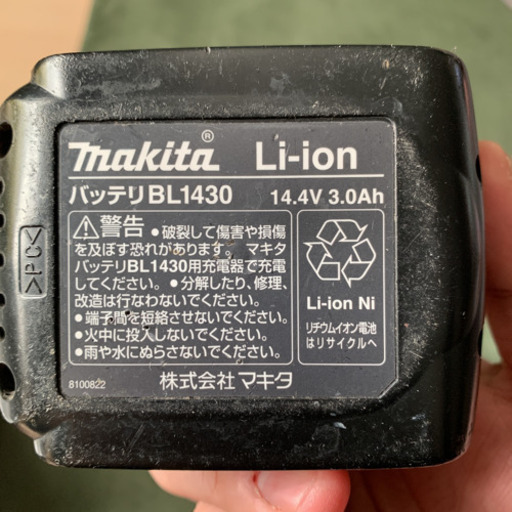 makita® Li-ion
バッテリBL1430 14.4V 3.0Ah
⚠警告 ●破裂して傷害や損傷
を及ぼす恐れがあります。マキタ
バッテリBL1430用充電器で充電
してください。●分解したり、修理、
改造は行なわないでください。
●端子間を短絡させないでください。
●火中に投入しないでください。
●雨や水にぬらさないでください。
Li-ion Ni
リチウムイオン電池
はリサイクルへ
8100822 株式会社マキタ
>PC<